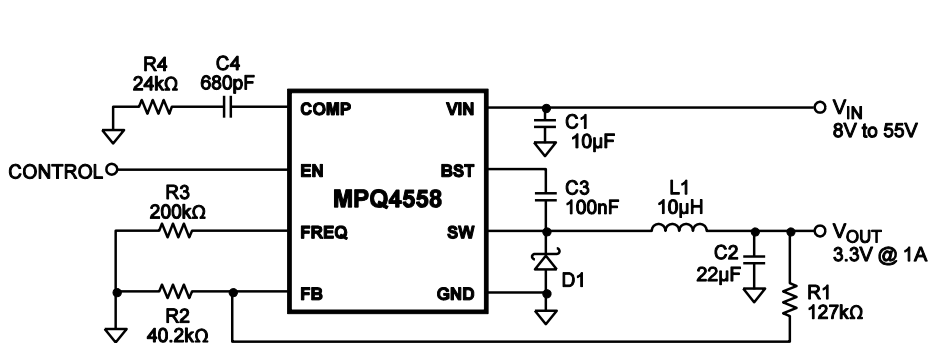 R4
24kΩ
C4
680pF
COMP
VIN
V_IN
8V to 55V
C1
10µF
CONTROL
EN
BST
MPQ4558
R3
200kΩ
C3
100nF
L1
10µH
FREQ
SW
V_OUT
3.3V @ 1A
C2
22µF
D1
FB
GND
R1
127kΩ
R2
40.2kΩ